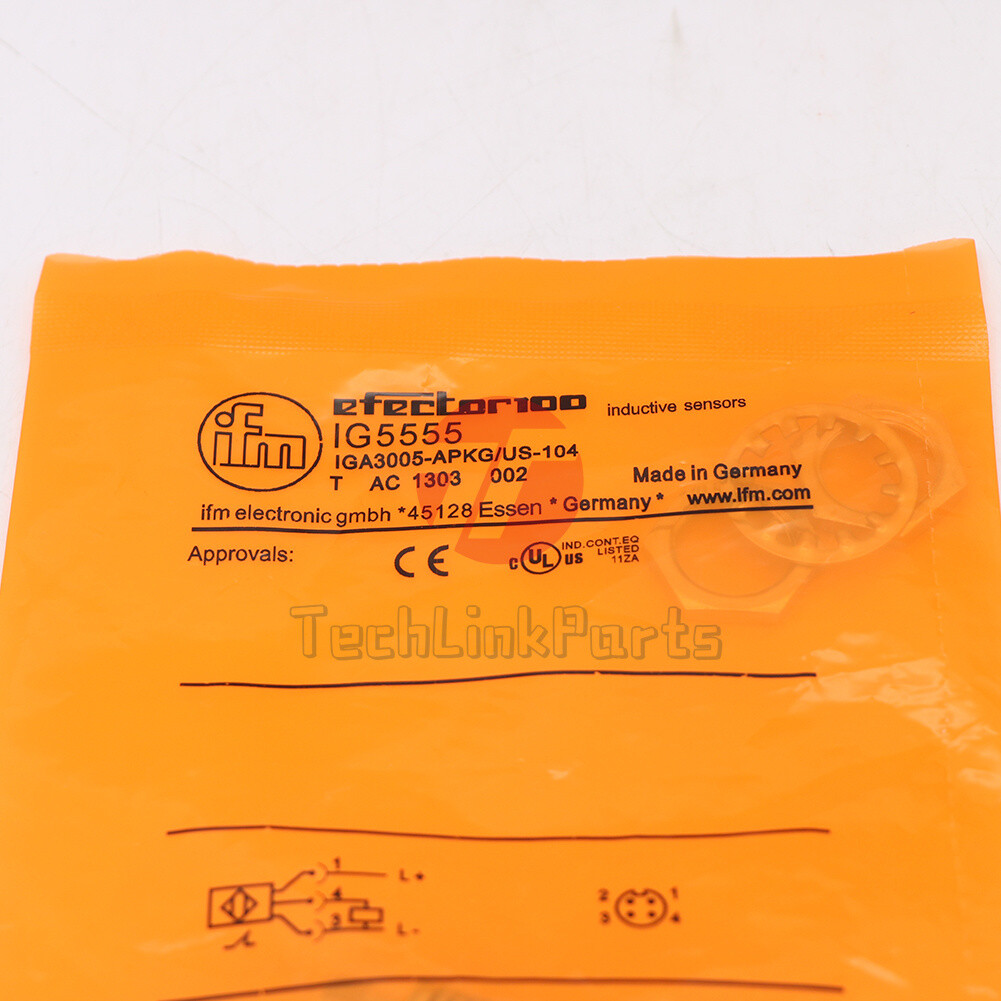 ifm
efector100 inductive sensors
IG5555
IGA3005-APKG/US-104
T AC 1303 002 Made in Germany
ifm electronic gmbh *45128 Essen * Germany * www.ifm.com
Approvals: CE c UL US IND.CONT.EQ
LISTED
11ZA
TechLinkParts
1 L+
4
3 L-
2 1
3 4